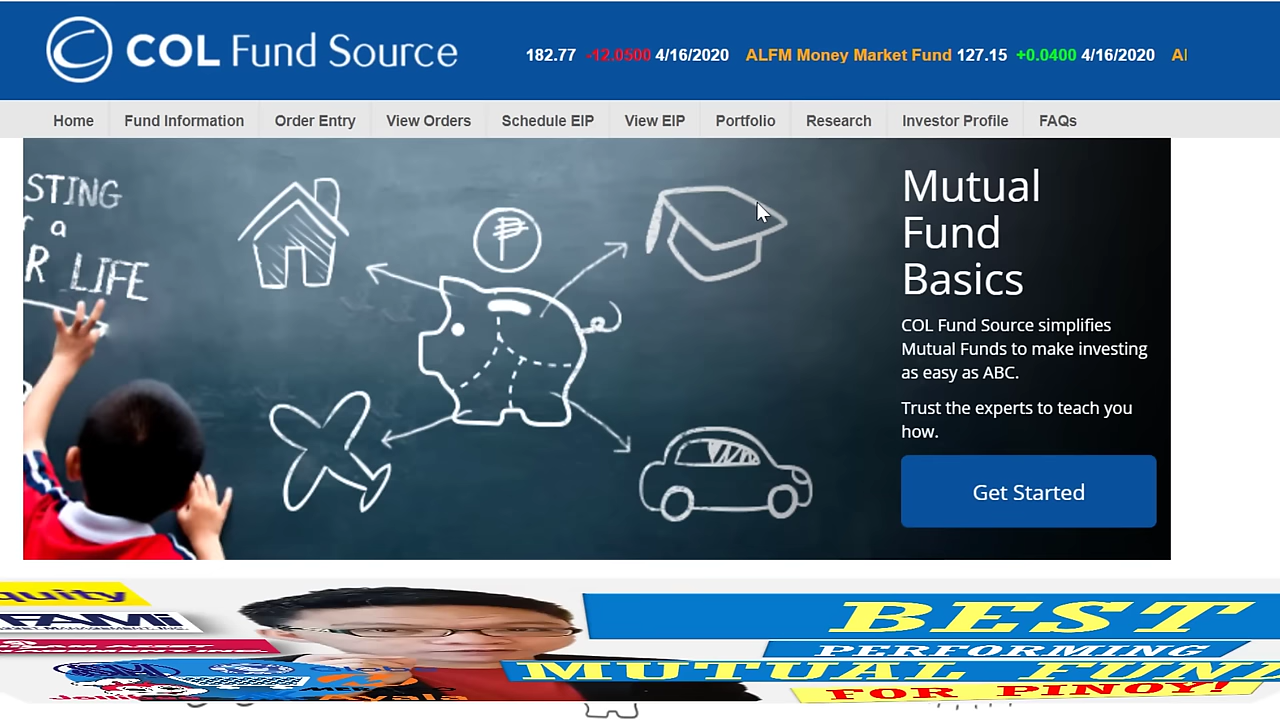 COL Fund Source
182.77 -12.0500 4/16/2020 ALFM Money Market Fund 127.15 +0.0400 4/16/2020
Home Fund Information Order Entry View Orders Schedule EIP View EIP Portfolio Research Investor Profile FAQs
STING
a
R LIFE
Mutual
Fund
Basics
COL Fund Source simplifies
Mutual Funds to make investing
as easy as ABC.
Trust the experts to teach you
how.
Get Started
quity
FAMi
BEST
PERFORMING
SM
MUTUAL FUND
FOR PINOY!